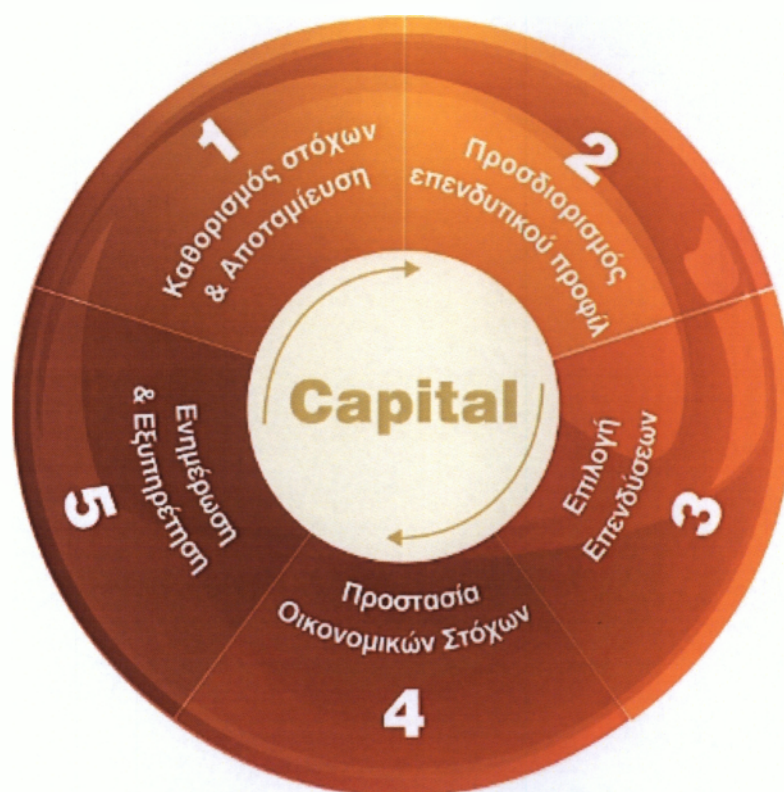 1
Καθορισμός στόχων
& Αποταμίευση
2
Προσδιορισμός
επενδυτικού προφίλ
3
Επιλογή
Επενδύσεων
4
Προστασία
Οικονομικών Στόχων
5
Ενημέρωση
& Εξυπηρέτηση
Capital